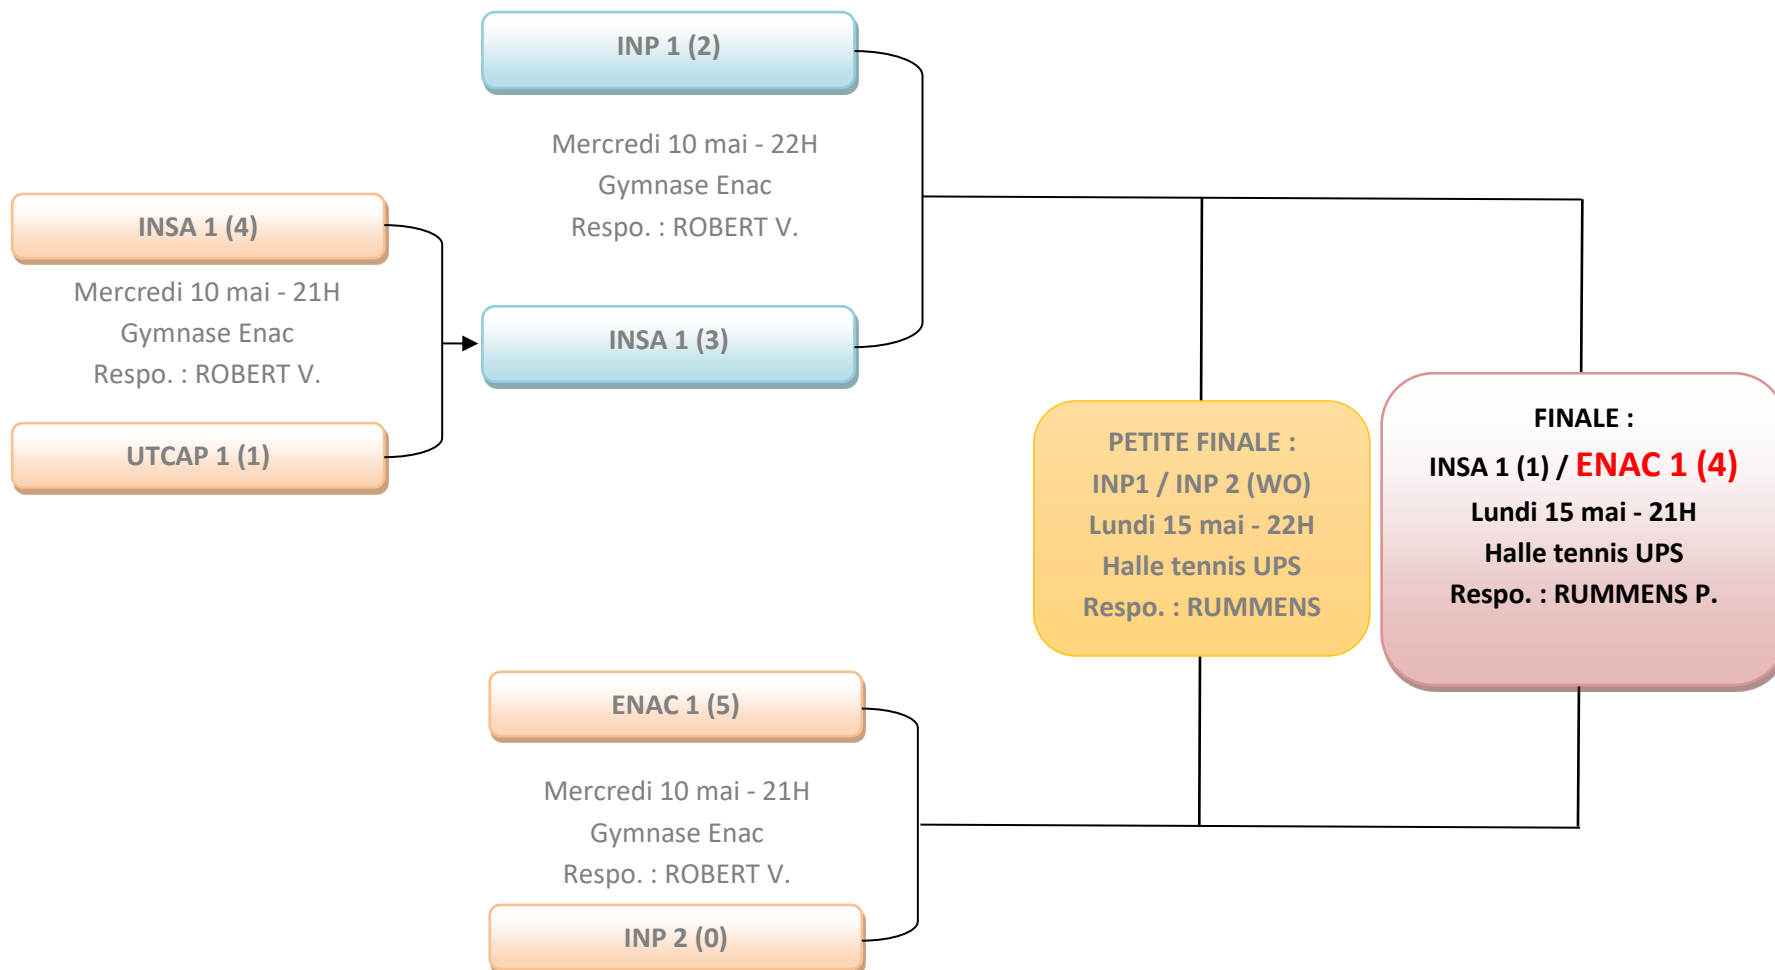 INSA 1 (4)
Mercredi 10 mai - 21H
Gymnase Enac
Respo. : ROBERT V.
UTCAP 1 (1)
INP 1 (2)
Mercredi 10 mai - 22H
Gymnase Enac
Respo. : ROBERT V.
INSA 1 (3)
ENAC 1 (5)
Mercredi 10 mai - 21H
Gymnase Enac
Respo. : ROBERT V.
INP 2 (0)
PETITE FINALE :
INP1 / INP 2 (WO)
Lundi 15 mai - 22H
Halle tennis UPS
Respo. : RUMMENS
FINALE :
INSA 1 (1) / ENAC 1 (4)
Lundi 15 mai - 21H
Halle tennis UPS
Respo. : RUMMENS P.